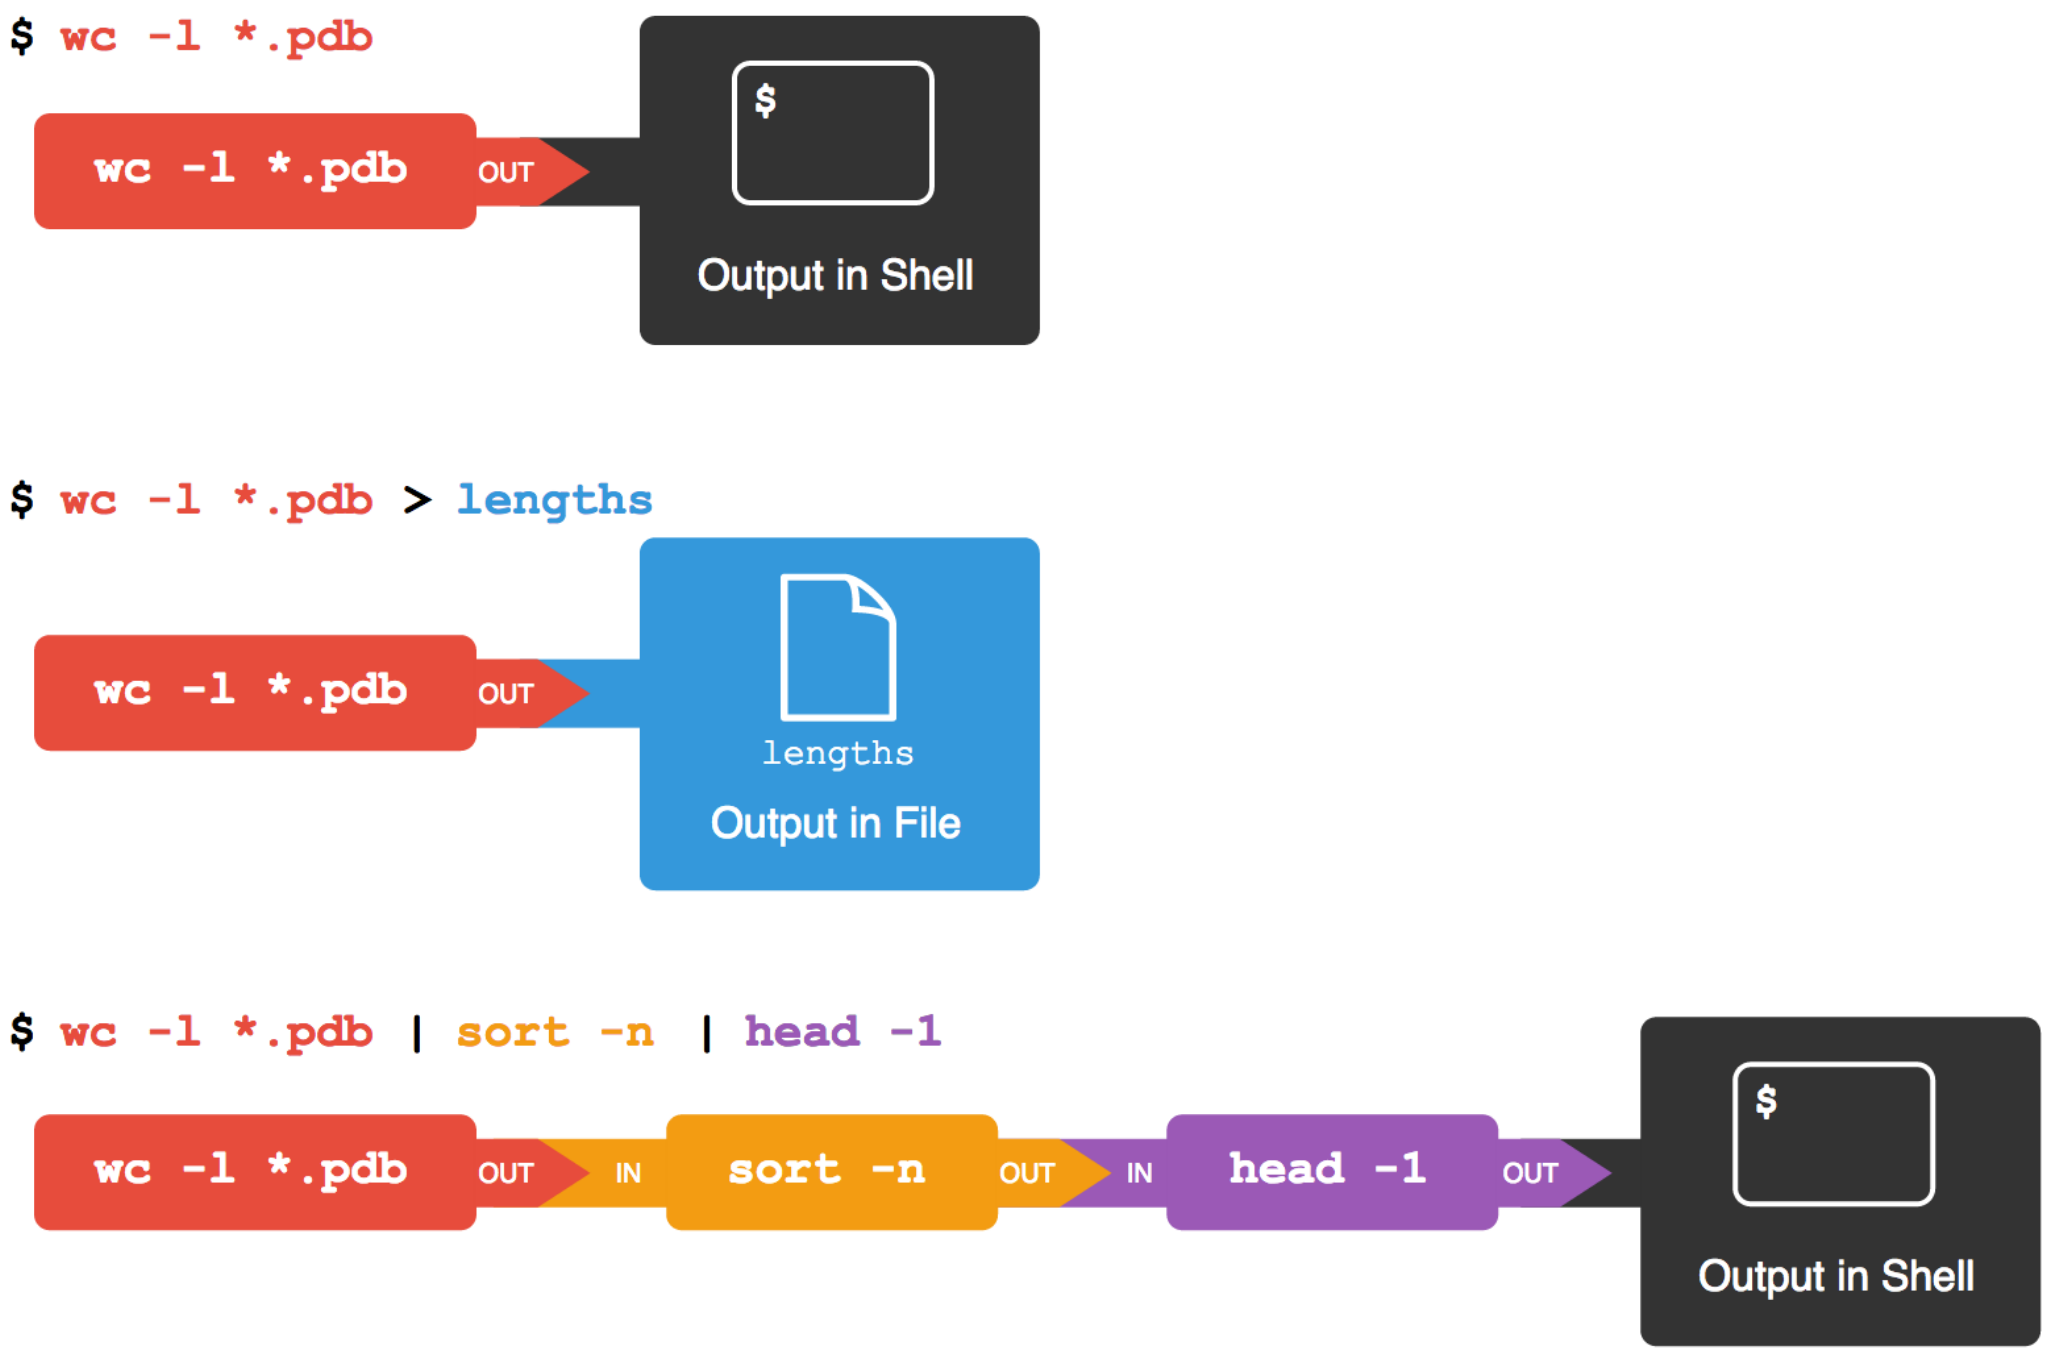 $ wc -l *.pdb
$
wc -l *.pdb OUT
Output in Shell
$ wc -l *.pdb > lengths
wc -l *.pdb OUT
lengths
Output in File
$ wc -l *.pdb | sort -n | head -1
$
wc -l *.pdb OUT IN sort -n OUT IN head -1 OUT
Output in Shell